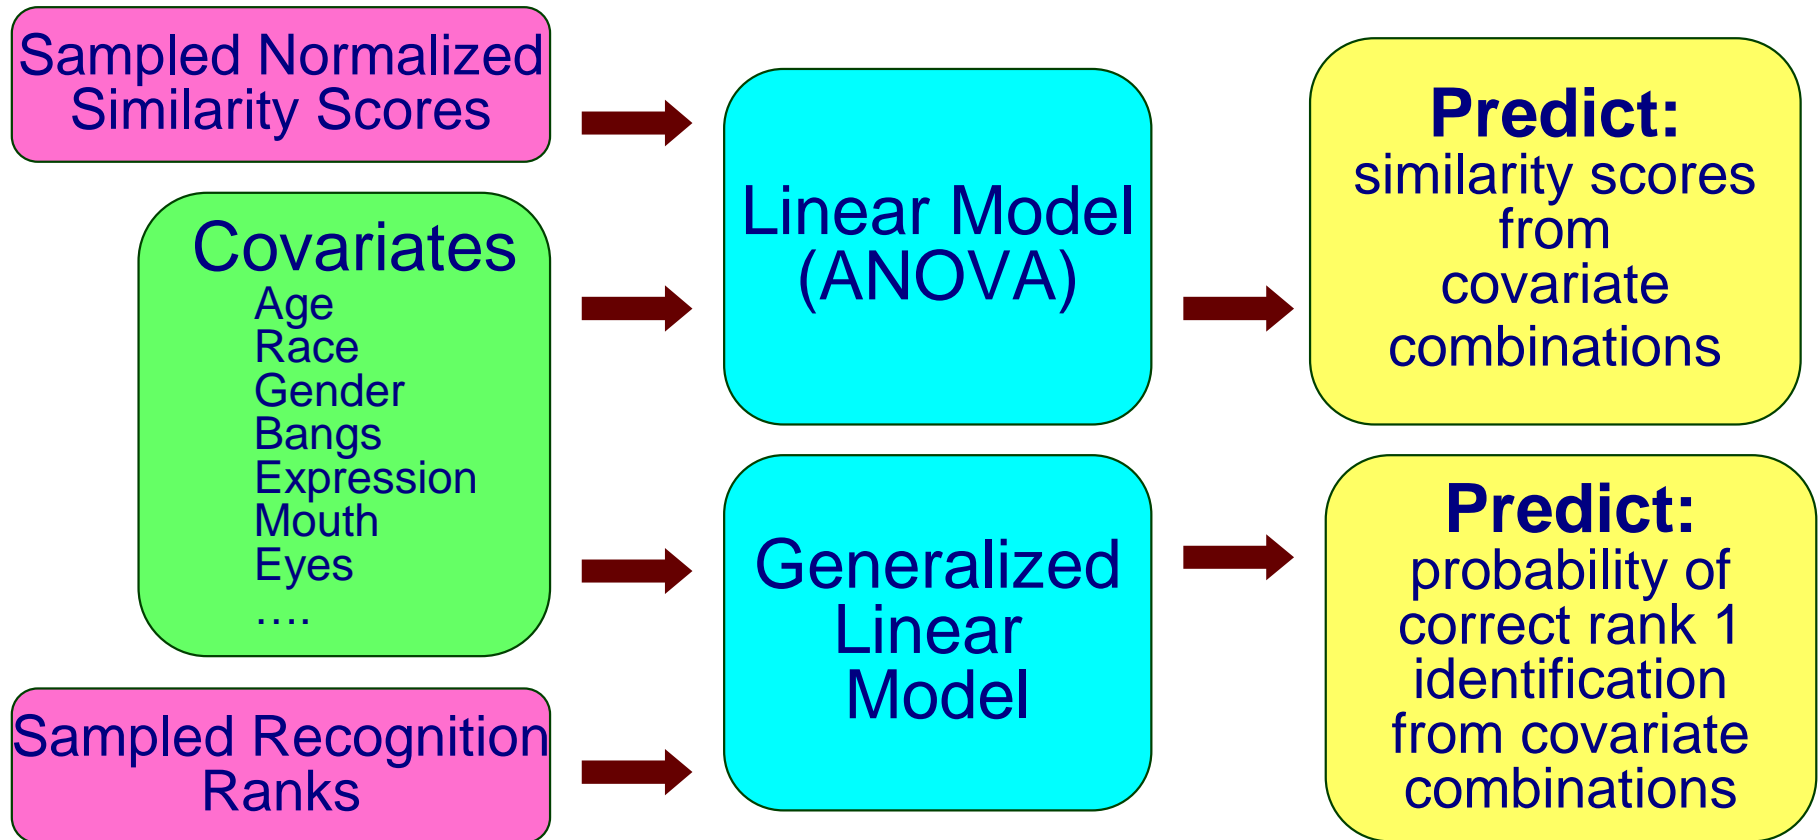 Sampled Normalized
Similarity Scores
Covariates
Age
Race
Gender
Bangs
Expression
Mouth
Eyes
....
Sampled Recognition
Ranks
Linear Model
(ANOVA)
Generalized
Linear
Model
Predict:
similarity scores
from
covariate
combinations
Predict:
probability of
correct rank 1
identification
from covariate
combinations